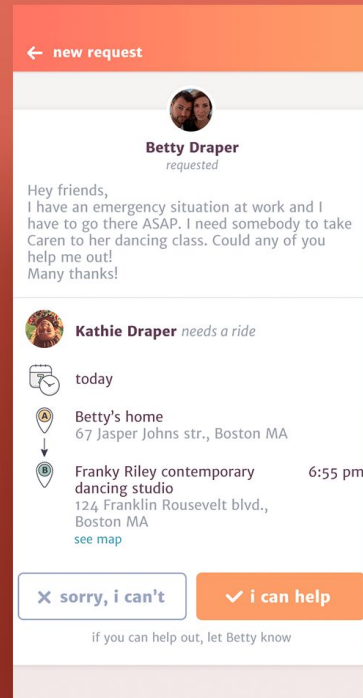 ← new request
Betty Draper
requested
Hey friends,
I have an emergency situation at work and I
have to go there ASAP. I need somebody to take
Caren to her dancing class. Could any of you
help me out!
Many thanks!
Kathie Draper needs a ride
today
A
Betty's home
67 Jasper Johns str., Boston MA
B
Franky Riley contemporary 6:55 pm
dancing studio
124 Franklin Rousevelt blvd.,
Boston MA
see map
sorry, i can't
i can help
if you can help out, let Betty know